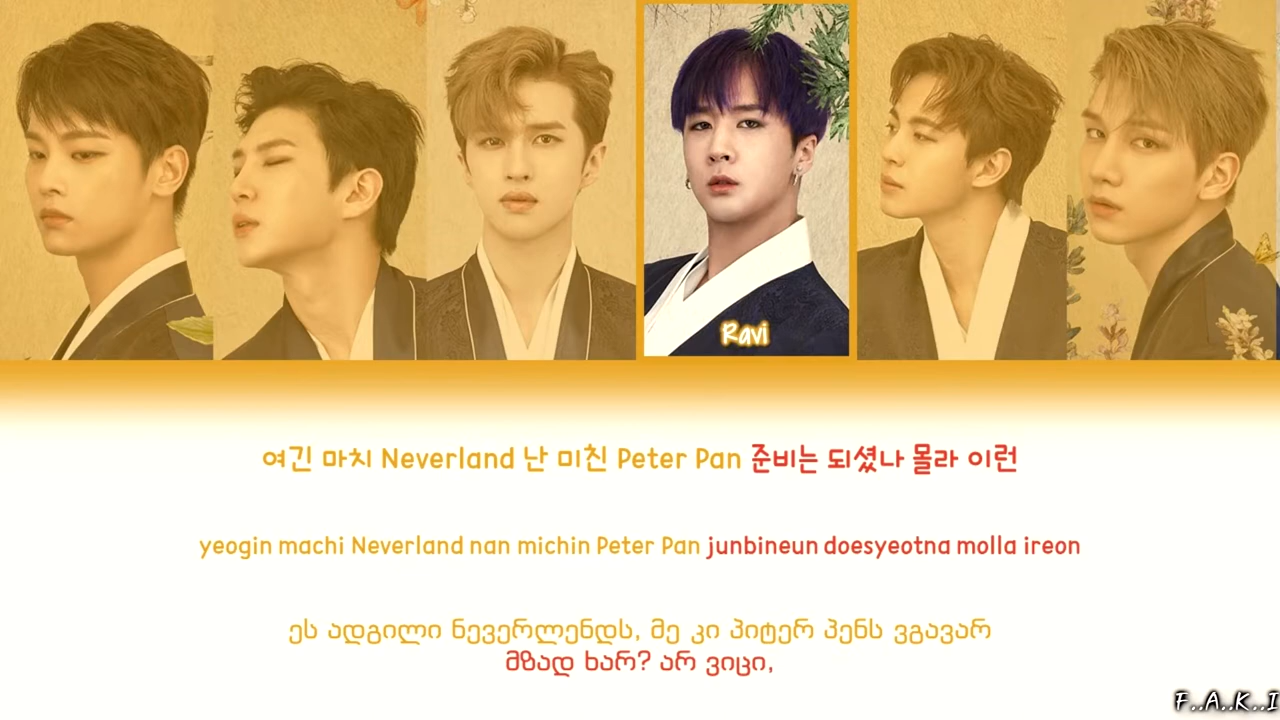 Ravi
여긴 마치 Neverland 난 미친 Peter Pan 준비는 되셨나 몰라 이런
yeogin machi Neverland nan michin Peter Pan junbineun doesyeotna molla ireon
ეს ადგილი ნევერლენდს, მე კი პიტერ პენს ვგავარ
მზად ხარ? არ ვიცი,
F..A..K..I